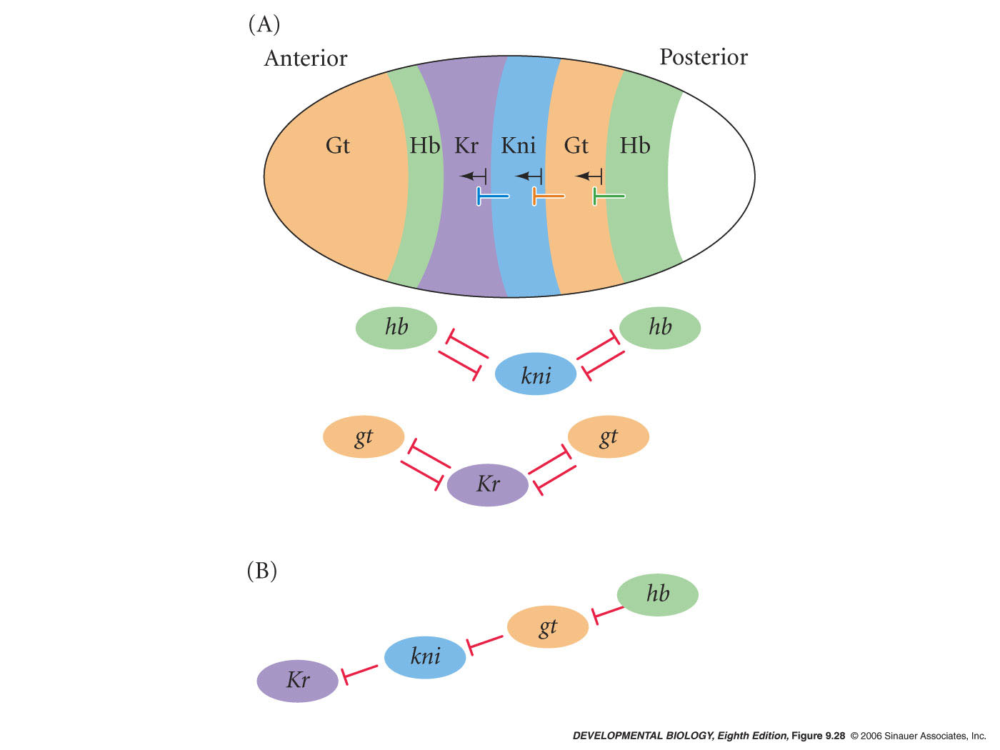 (A)
Anterior Posterior
Gt Hb Kr Kni Gt Hb
hb hb
kni
gt gt
Kr
(B)
hb
gt
kni
Kr
DEVELOPMENTAL BIOLOGY, Eighth Edition, Figure 9.28 © 2006 Sinauer Associates, Inc.